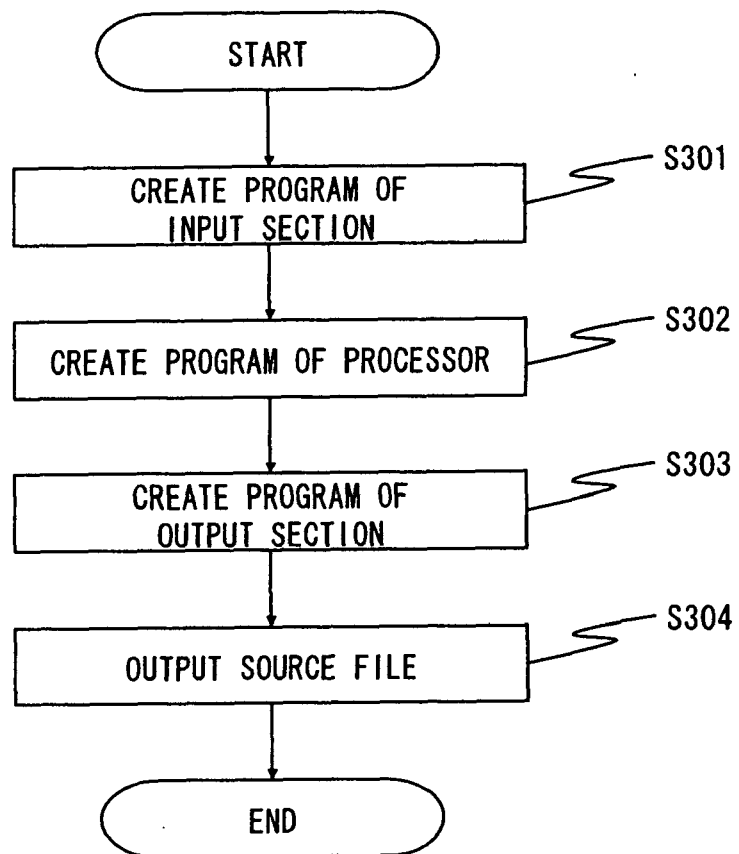 START
CREATE PROGRAM OF
INPUT SECTION
S301
CREATE PROGRAM OF PROCESSOR
S302
CREATE PROGRAM OF
OUTPUT SECTION
S303
OUTPUT SOURCE FILE
S304
END